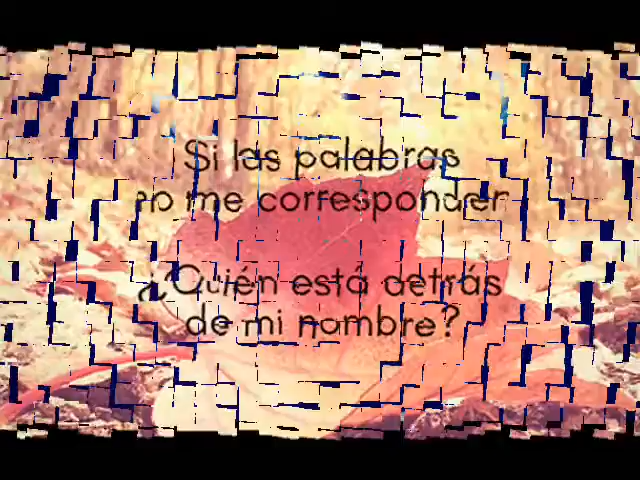 Si las palabras
no me corresponden
¿Quién está detrás
de mi nombre?